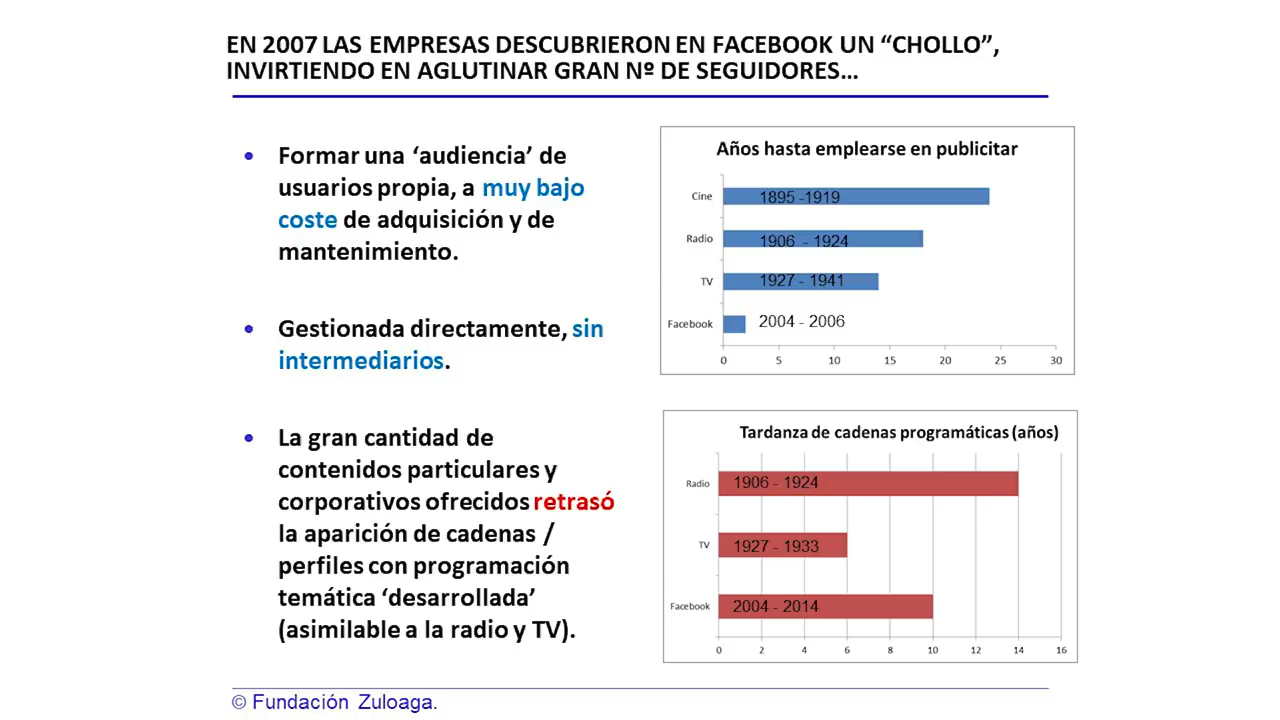 EN 2007 LAS EMPRESAS DESCUBRIERON EN FACEBOOK UN “CHOLLO”,
INVIRTIENDO EN AGLUTINAR GRAN Nº DE SEGUIDORES…
• Formar una ‘audiencia’ de
usuarios propia, a muy bajo
coste de adquisición y de
mantenimiento.
• Gestionada directamente, sin
intermediarios.
• La gran cantidad de
contenidos particulares y
corporativos ofrecidos retrasó
la aparición de cadenas /
perfiles con programación
temática ‘desarrollada’
(asimilable a la radio y TV).
Años hasta emplearse en publicitar
Cine 1895 -1919
Radio 1906 - 1924
TV 1927 - 1941
Facebook 2004 - 2006
0 5 10 15 20 25 30
Tardanza de cadenas programáticas (años)
Radio 1906 - 1924
TV 1927 - 1933
Facebook 2004 - 2014
0 2 4 6 8 10 12 14 16
© Fundación Zuloaga.